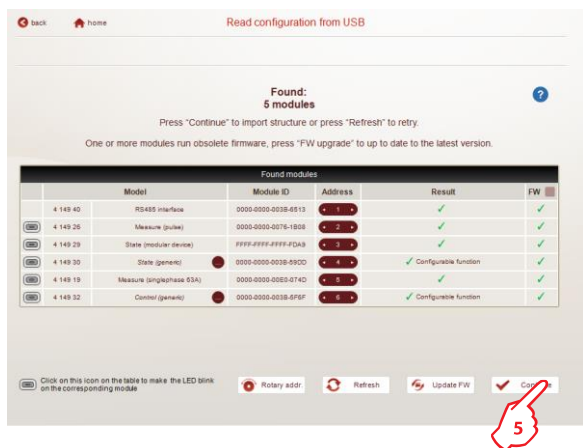 back home Read configuration from USB
Found:
5 modules
?
Press "Continue" to import structure or press "Refresh" to retry.
One or more modules run obsolete firmware, press "FW upgrade" to up to date to the latest version.
Found modules
Model Module ID Address Result FW
4 149 40 RS485 interface 0000-0000-003B-6513 1
4 149 26 Measure (pulse) 0000-0000-0076-1B08 2
4 149 29 State (modular device) FFFF-FFFF-FFFF-FDA9 3
4 149 30 State (generic) ... 0000-0000-003B-59DD 4 Configurable function
4 149 19 Measure (singlephase 63A) 0000-0000-00E0-074D 5
4 149 32 Control (generic) ... 0000-0000-003B-5F6F 6 Configurable function
Click on this icon on the table to make the LED blink
on the corresponding module
Rotary addr. Refresh Update FW
5